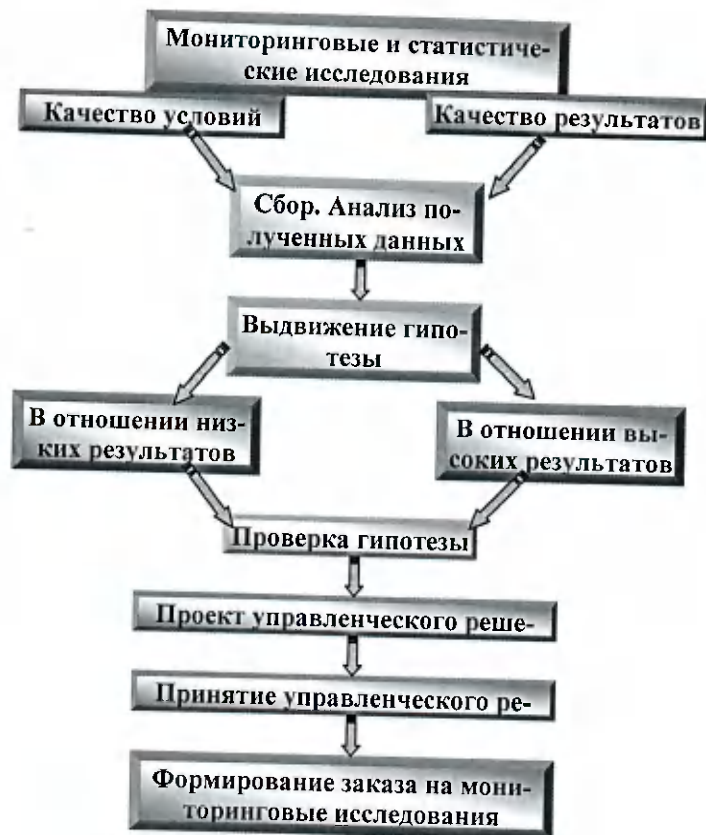 Мониторинговые и статистиче-
ские исследования
Качество условий
Качество результатов
Сбор. Анализ по-
лученных данных
Выдвижение гипо-
тезы
В отношении низ-
ких результатов
В отношении вы-
соких результатов
Проверка гипотезы
Проект управленческого реше-
Принятие управленческого ре-
Формирование заказа на мони-
торинговые исследования